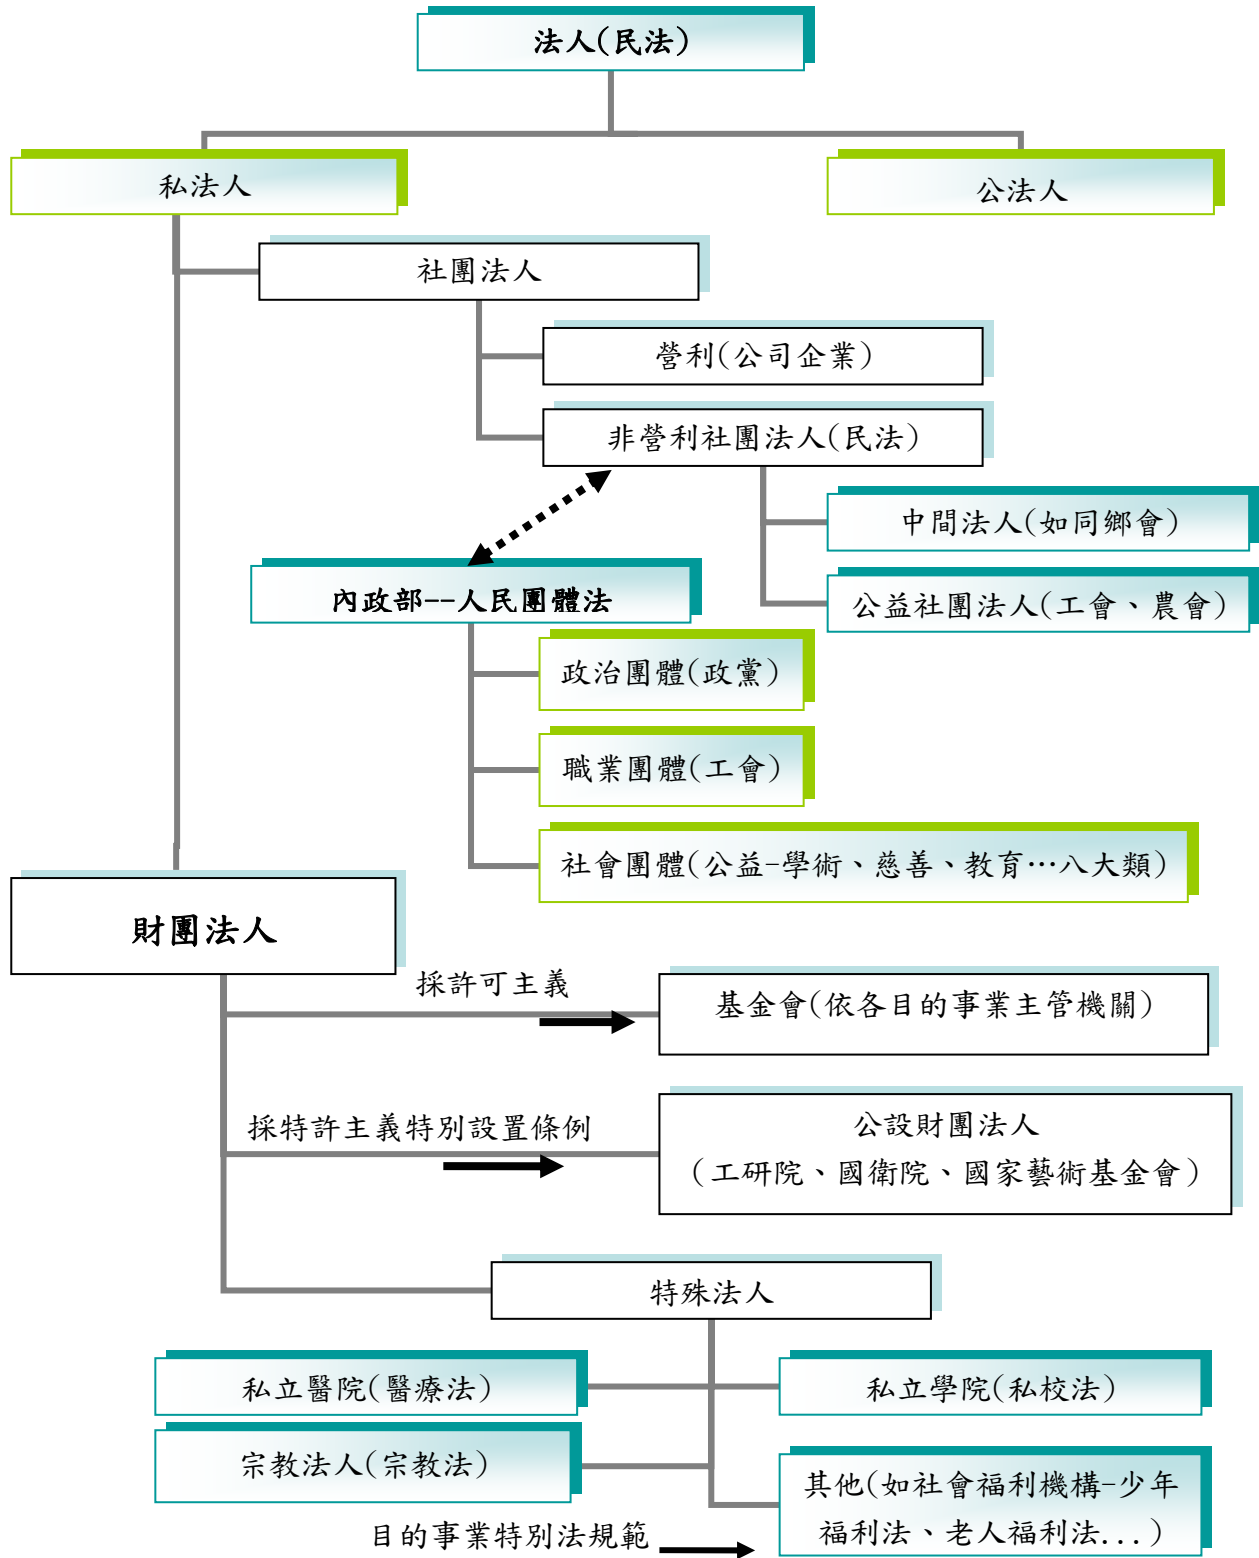 法人(民法)
私法人
公法人
社團法人
營利(公司企業)
非營利社團法人(民法)
中間法人(如同鄉會)
公益社團法人(工會、農會)
內政部--人民團體法
政治團體(政黨)
職業團體(工會)
社會團體(公益-學術、慈善、教育…八大類)
財團法人
採許可主義
基金會(依各目的事業主管機關)
採特許主義特別設置條例
公設財團法人
(工研院、國衛院、國家藝術基金會)
特殊法人
私立醫院(醫療法)
私立學院(私校法)
宗教法人(宗教法)
其他(如社會福利機構-少年
福利法、老人福利法...)
目的事業特別法規範